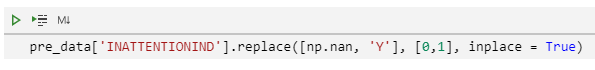 M↓
pre_data['INATTENTIONIND'].replace([np.nan, 'Y'], [0,1], inplace = True)